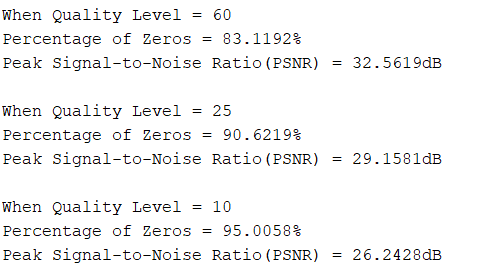 When Quality Level = 60
Percentage of Zeros = 83.1192%
Peak Signal-to-Noise Ratio(PSNR) = 32.5619dB
When Quality Level = 25
Percentage of Zeros = 90.6219%
Peak Signal-to-Noise Ratio(PSNR) = 29.1581dB
When Quality Level = 10
Percentage of Zeros = 95.0058%
Peak Signal-to-Noise Ratio(PSNR) = 26.2428dB